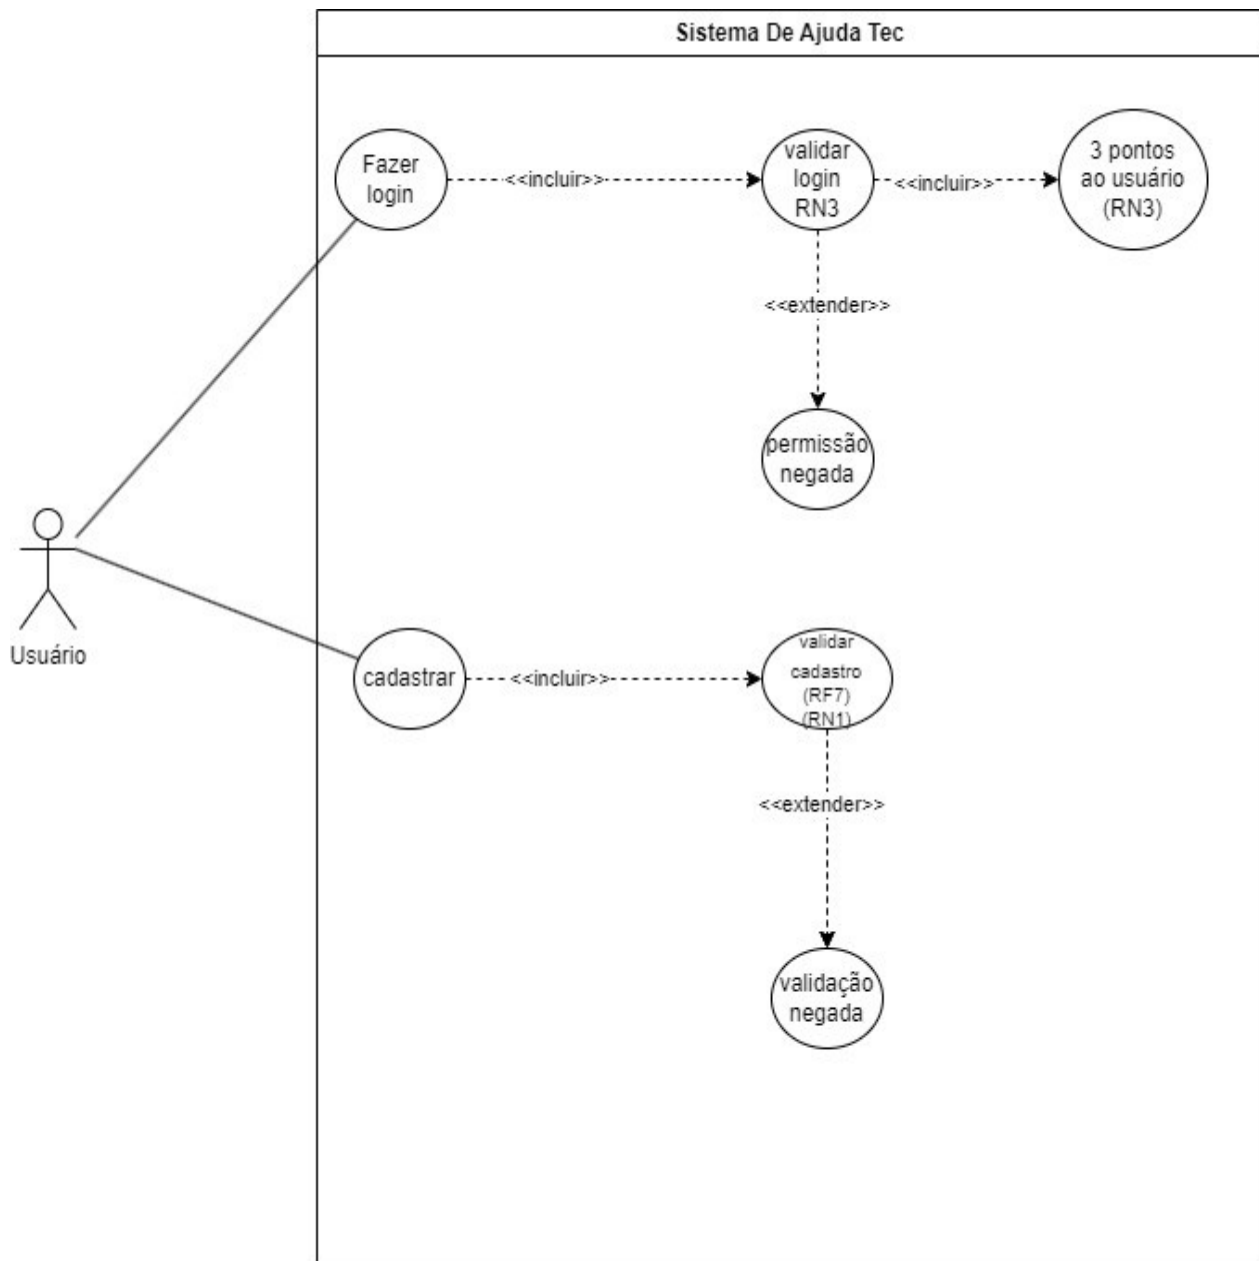 Sistema De Ajuda Tec
Fazer
login
<<incluir>>
validar
login
RN3
<<incluir>>
3 pontos
ao usuário
(RN3)
<<extender>>
permissão
negada
Usuário
cadastrar
<<incluir>>
validar
cadastro
(RF7)
(RN1)
<<extender>>
validação
negada